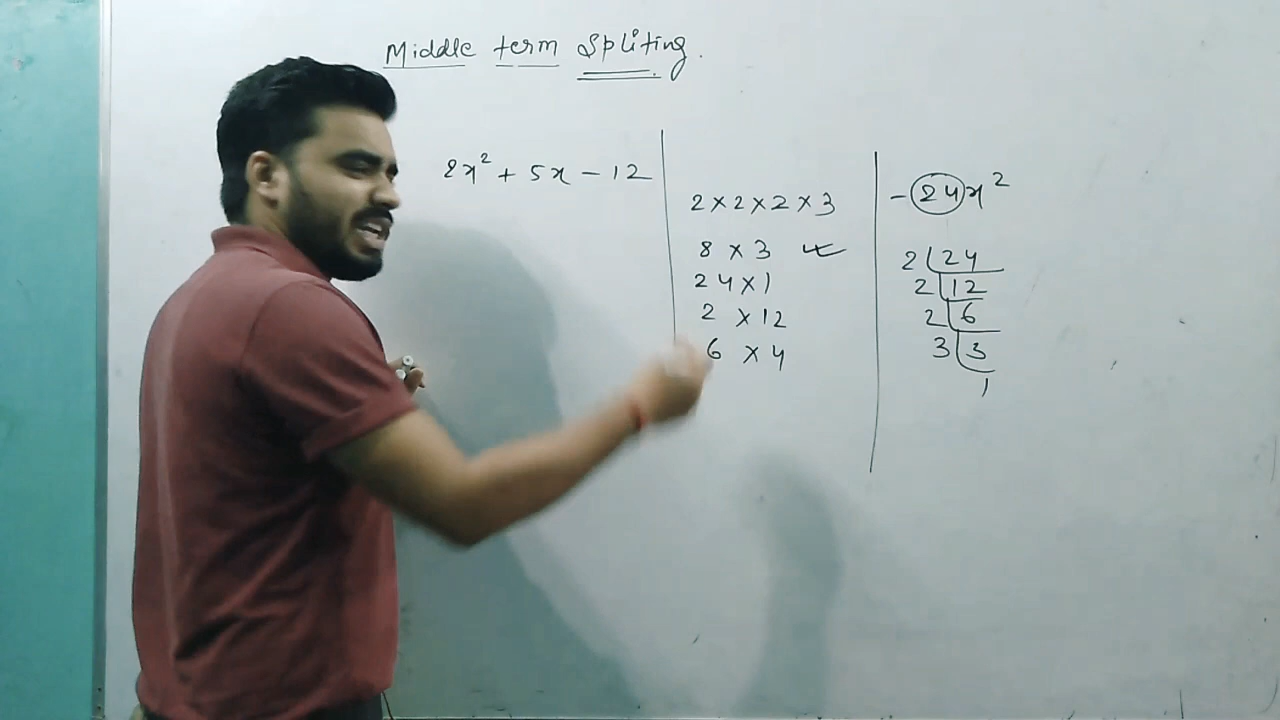 Middle term Spliting.
2x² + 5x - 12
2 × 2 × 2 × 3
8 × 3 ✓
24 × 1
2 × 12
6 × 4
- 24x²
2 | 24
2 | 12
2 | 6
3 | 3
1